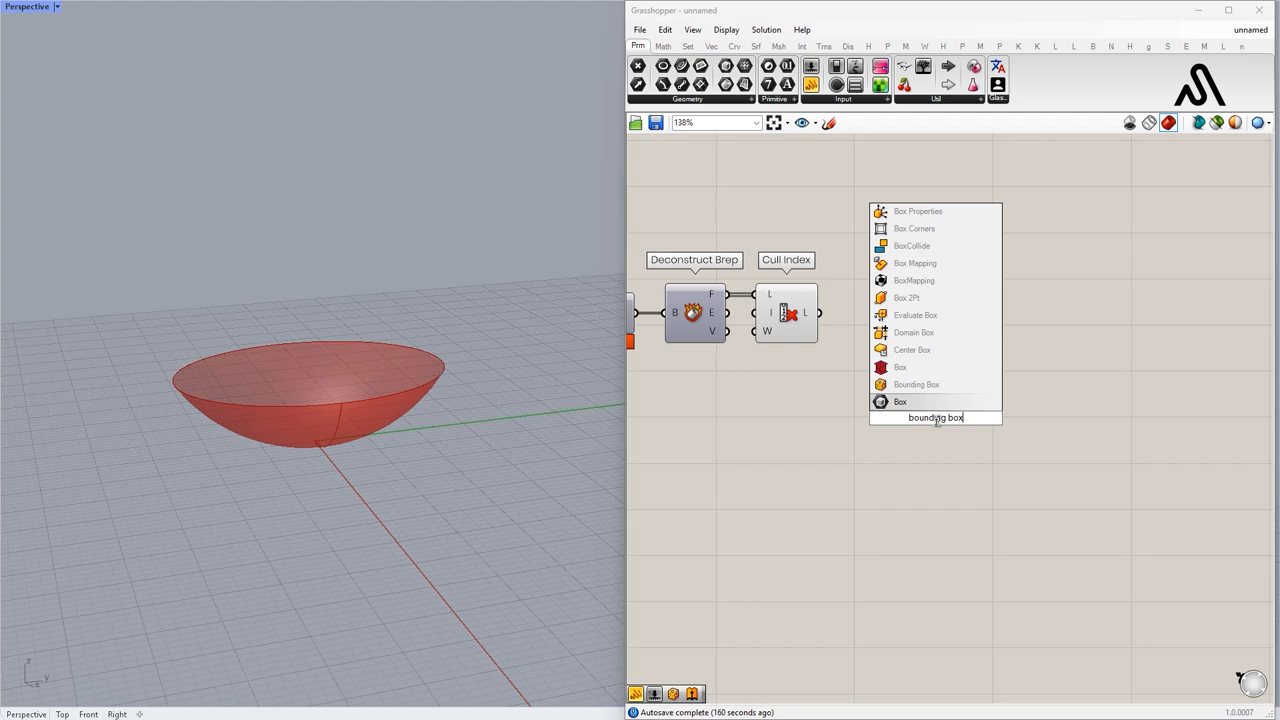 Perspective
Grasshopper - unnamed
File Edit View Display Solution Help
unnamed
Prm Math Set Vec Crv Srf Msh Int Trns Dis H P M W H P M P K K K L L B N H g S E M L n
Geometry
Primitive
Input
Util
Glas..
138%
Box Properties
Box Corners
BoxCollide
Box Mapping
BoxMapping
Box 2Pt
Evaluate Box
Domain Box
Center Box
Box
Bounding Box
Box
bounding box
Deconstruct Brep
Cull Index
B F E V
L I W L
z
y
x
Perspective Top Front Right
Autosave complete (160 seconds ago)
1.0.0007